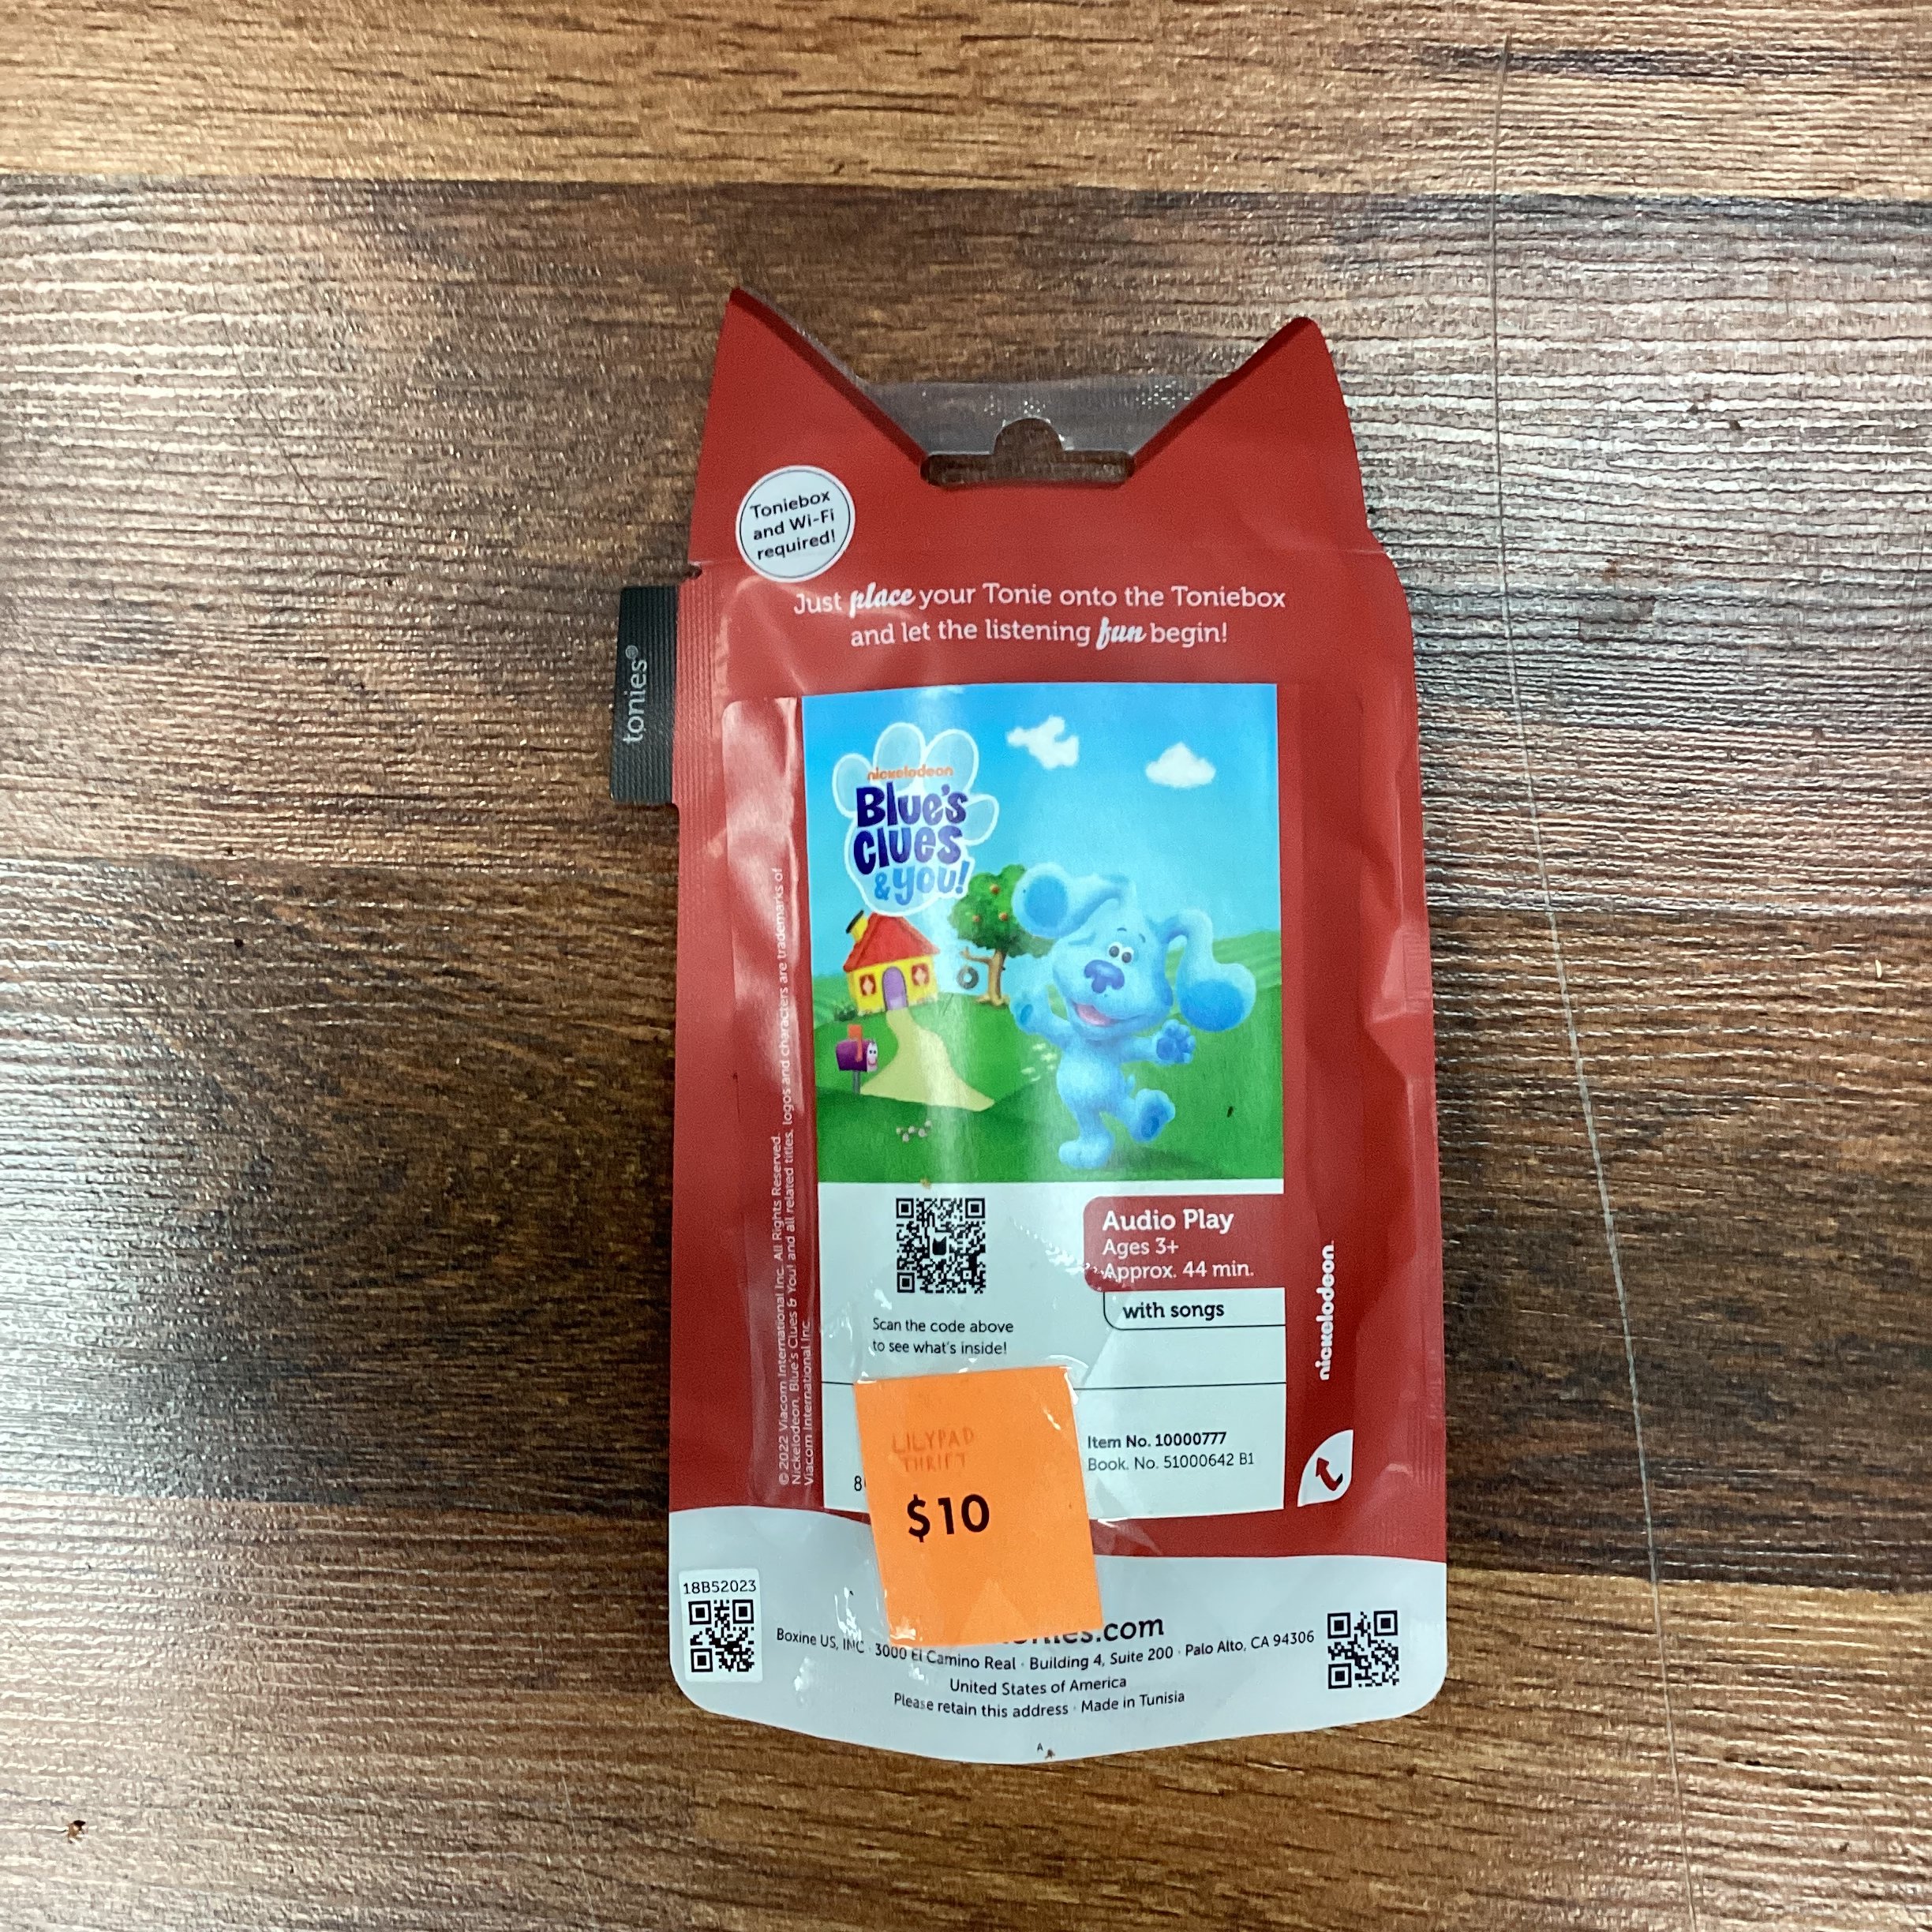 Toniebox
and Wi-Fi
required!
Just place your Tonie onto the Toniebox
and let the listening fun begin!
tonies®
nickelodeon
Blue's
Clues
& You!
© 2022 Viacom International Inc. All Rights Reserved.
Nickelodeon, Blue's Clues & You! and all related titles, logos and characters are trademarks of
Viacom International Inc.
Audio Play
Ages 3+
Approx. 44 min.
with songs
Scan the code above
to see what's inside!
nickelodeon
LILYPAD
THRIFT
$10
Item No. 10000777
Book. No. 51000642 B1
8
18B52023
.com
Boxine US, INC · 3000 El Camino Real · Building 4, Suite 200 · Palo Alto, CA 94306
United States of America
Please retain this address · Made in Tunisia
A